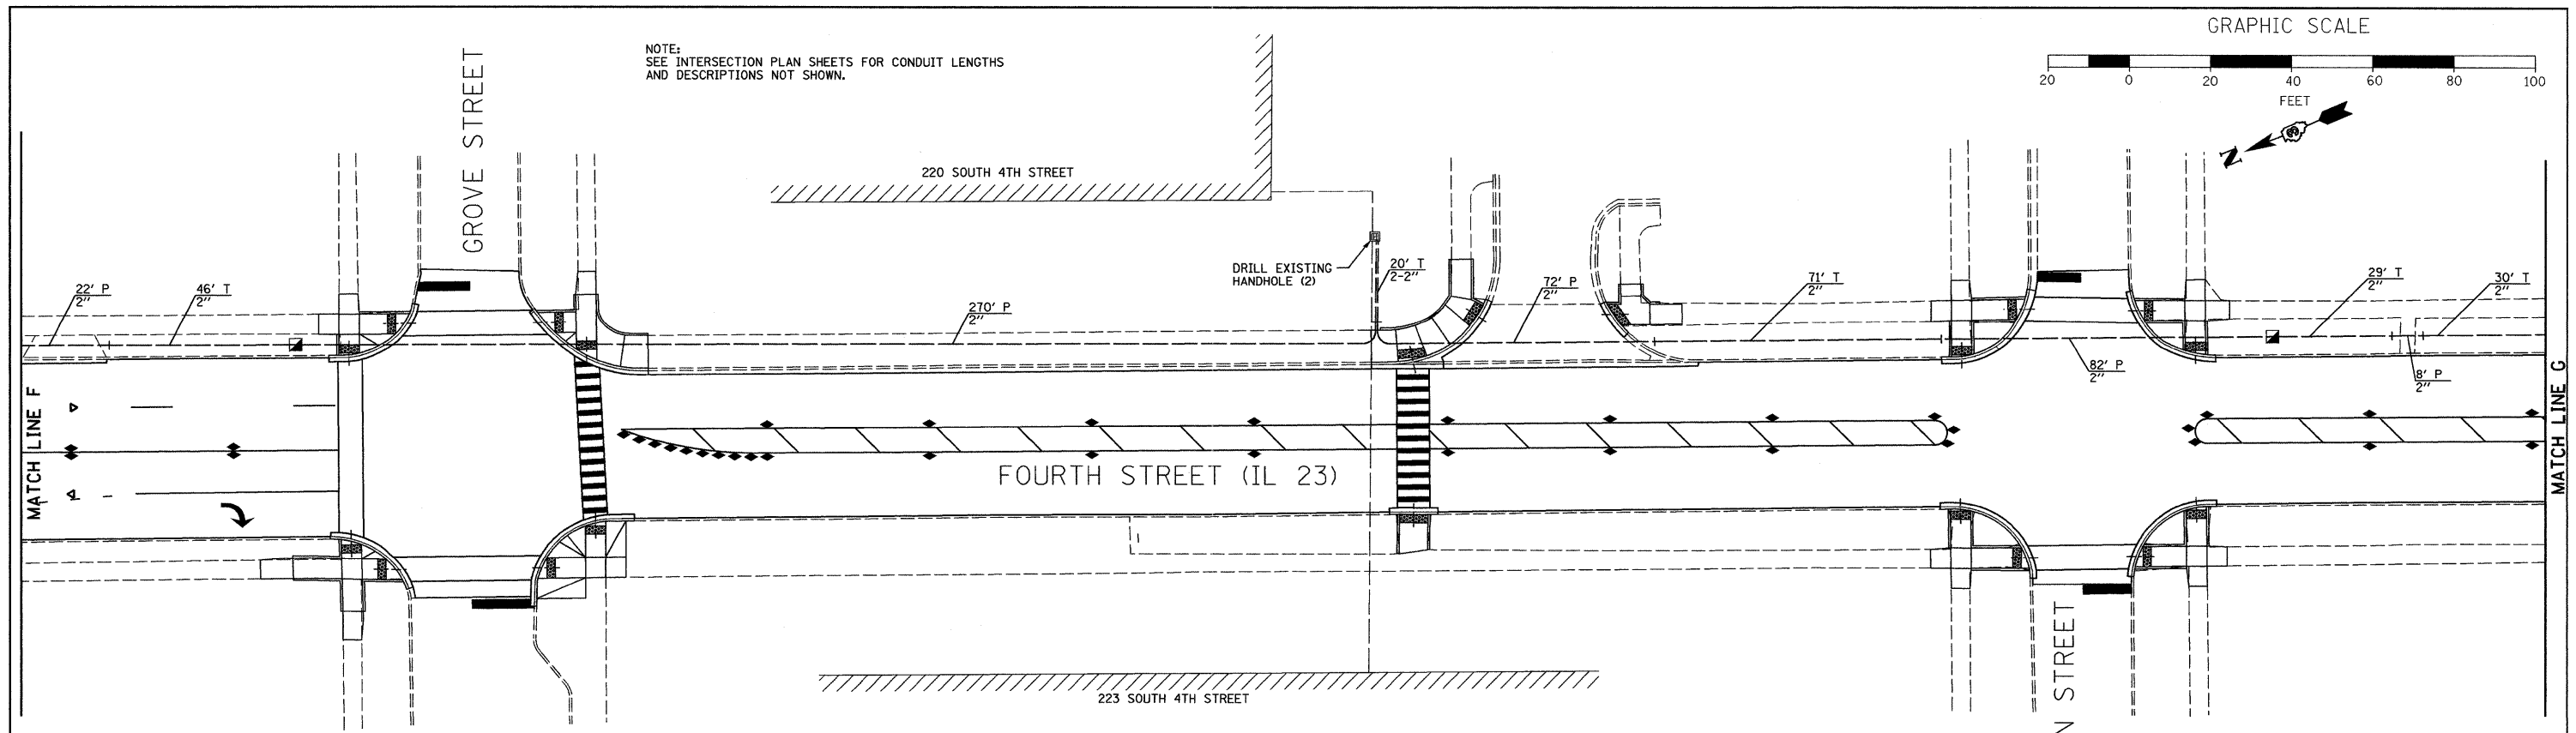 GRAPHIC SCALE
20 0 20 40 60 80 100
FEET
N
NOTE:
SEE INTERSECTION PLAN SHEETS FOR CONDUIT LENGTHS
AND DESCRIPTIONS NOT SHOWN.
GROVE STREET
220 SOUTH 4TH STREET
DRILL EXISTING
HANDHOLE (2)
20' T
2-2"
22' P
2"
46' T
2"
270' P
2"
72' P
2"
71' T
2"
82' P
2"
29' T
2"
30' T
2"
8' P
2"
MATCH LINE F
MATCH LINE G
FOURTH STREET (IL 23)
223 SOUTH 4TH STREET
N STREET